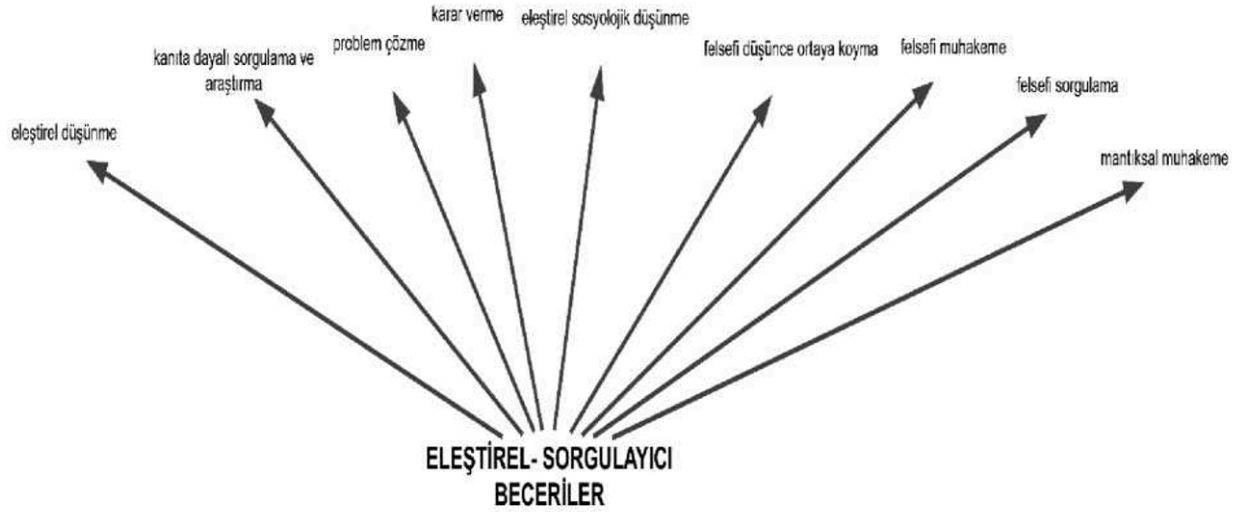 eleştirel düşünme
kanıta dayalı sorgulama ve
araştırma
problem çözme
karar verme
eleştirel sosyolojik düşünme
felsefi düşünce ortaya koyma
felsefi muhakeme
felsefi sorgulama
mantıksal muhakeme
ELEŞTİREL- SORGULAYICI
BECERİLER